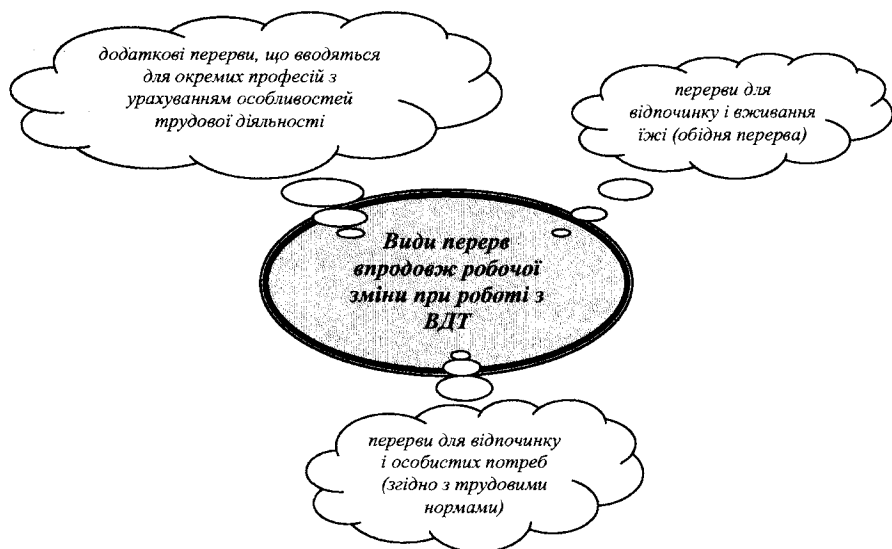 додаткові перерви, що вводяться
для окремих професій з
урахуванням особливостей
трудової діяльності
перерви для
відпочинку і вживання
їжі (обідня перерва)
Види перерв
впродовж робочої
зміни при роботі з
ВДТ
перерви для відпочинку
і особистих потреб
(згідно з трудовими
нормами)